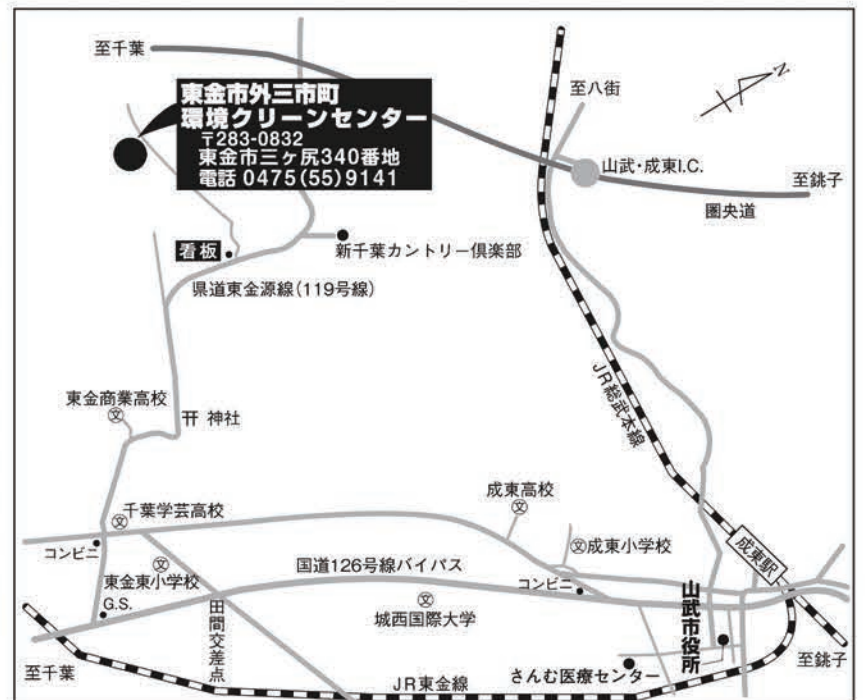 至千葉
東金市外三市町
環境クリーンセンター
〒283-0832
東金市三ヶ尻340番地
電話 0475(55)9141
至八街
N
山武・成東I.C.
至銚子
圏央道
看板
新千葉カントリー倶楽部
県道東金源線(119号線)
JR総武本線
東金商業高校
文
神社
千葉学芸高校
文
成東高校
文
文成東小学校
コンビニ
文
東金東小学校
G.S.
国道126号線バイパス
コンビニ
成東駅
田間交差点
文
城西国際大学
山武市役所
さんむ医療センター
至千葉
JR東金線
至銚子